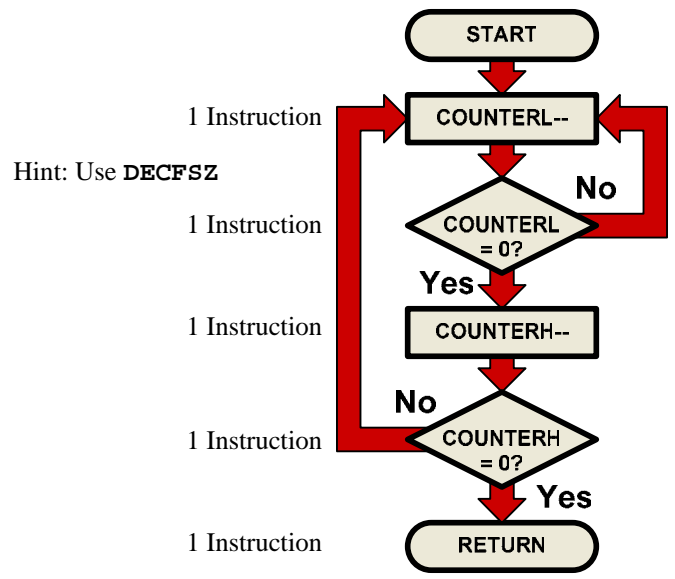 START
1 Instruction
COUNTERL--
Hint: Use DECFSZ
No
1 Instruction
COUNTERL
= 0?
Yes
1 Instruction
COUNTERH--
No
1 Instruction
COUNTERH
= 0?
Yes
1 Instruction
RETURN